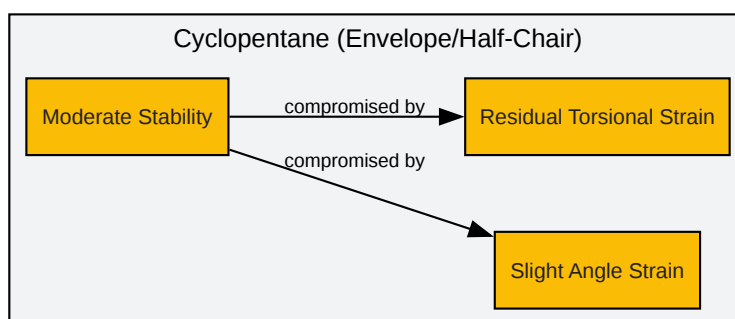 Cyclopentane (Envelope/Half-Chair)
Moderate Stability
compromised by
Residual Torsional Strain
compromised by
Slight Angle Strain